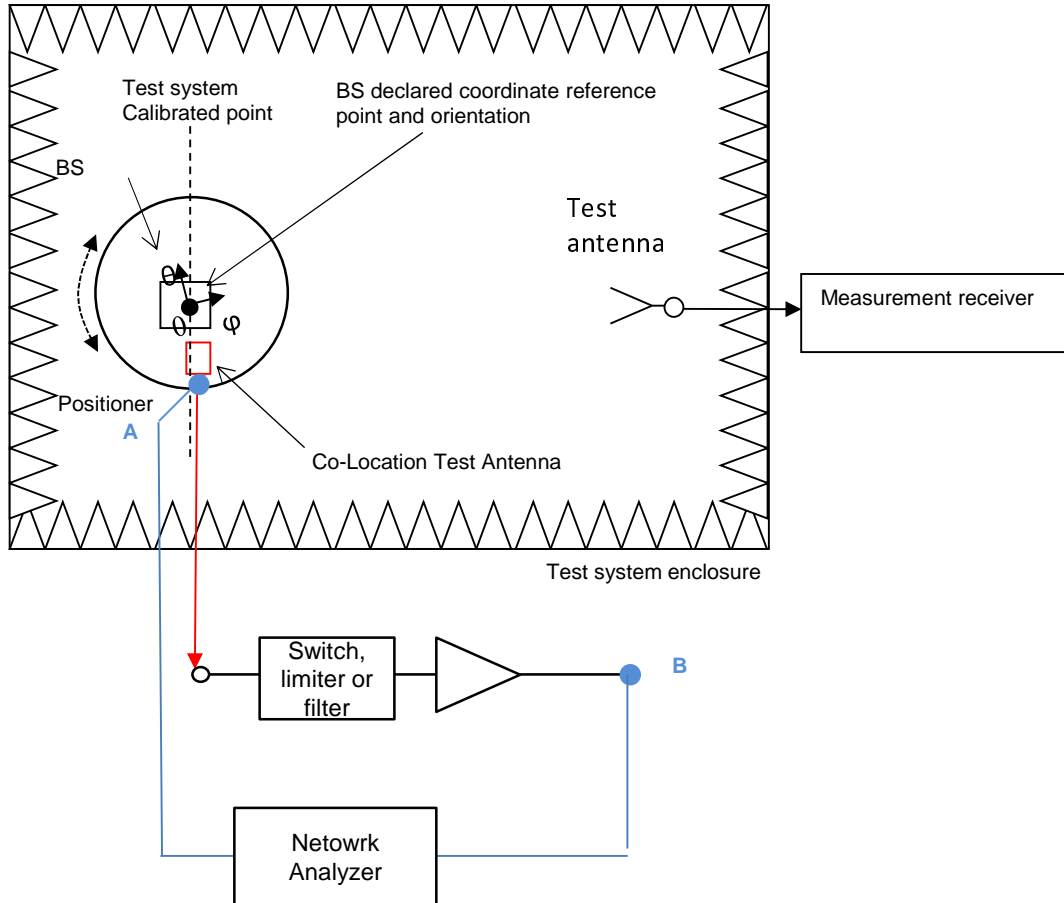 Test system
Calibrated point
BS declared coordinate reference
point and orientation
BS
Test
antenna
θ
θ
φ
Measurement receiver
Positioner
A
Co-Location Test Antenna
Test system enclosure
Switch,
limiter or
filter
B
Netowrk
Analyzer